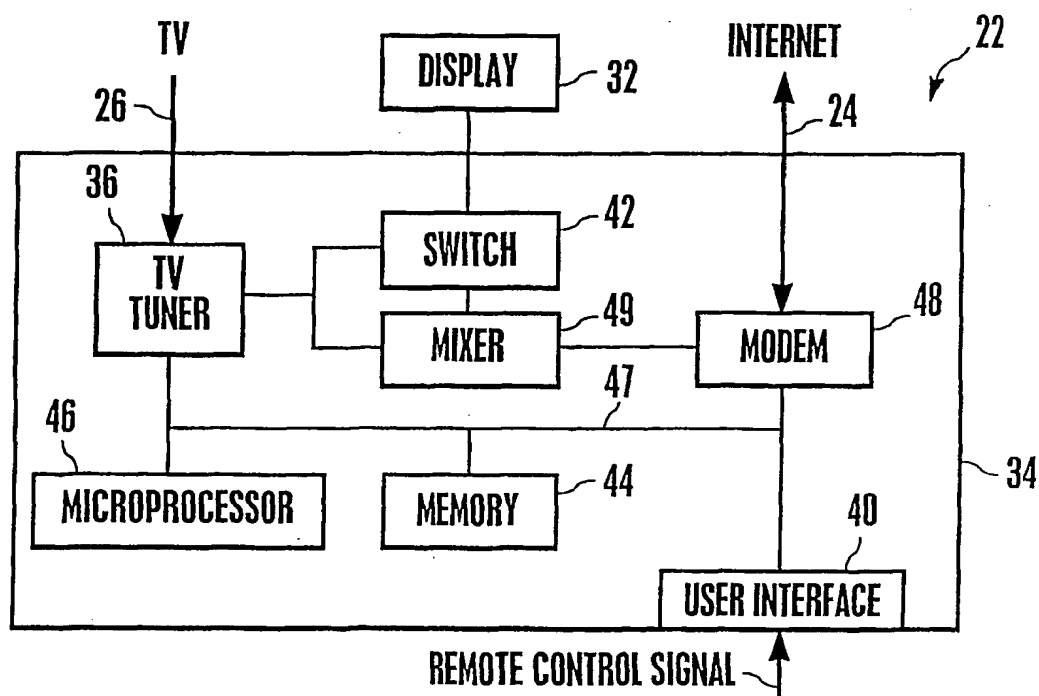 TV
DISPLAY
INTERNET
22
32
26
24
36
42
SWITCH
TV
TUNER
49
48
MIXER
MODEM
47
46
MICROPROCESSOR
44
MEMORY
34
40
USER INTERFACE
REMOTE CONTROL SIGNAL